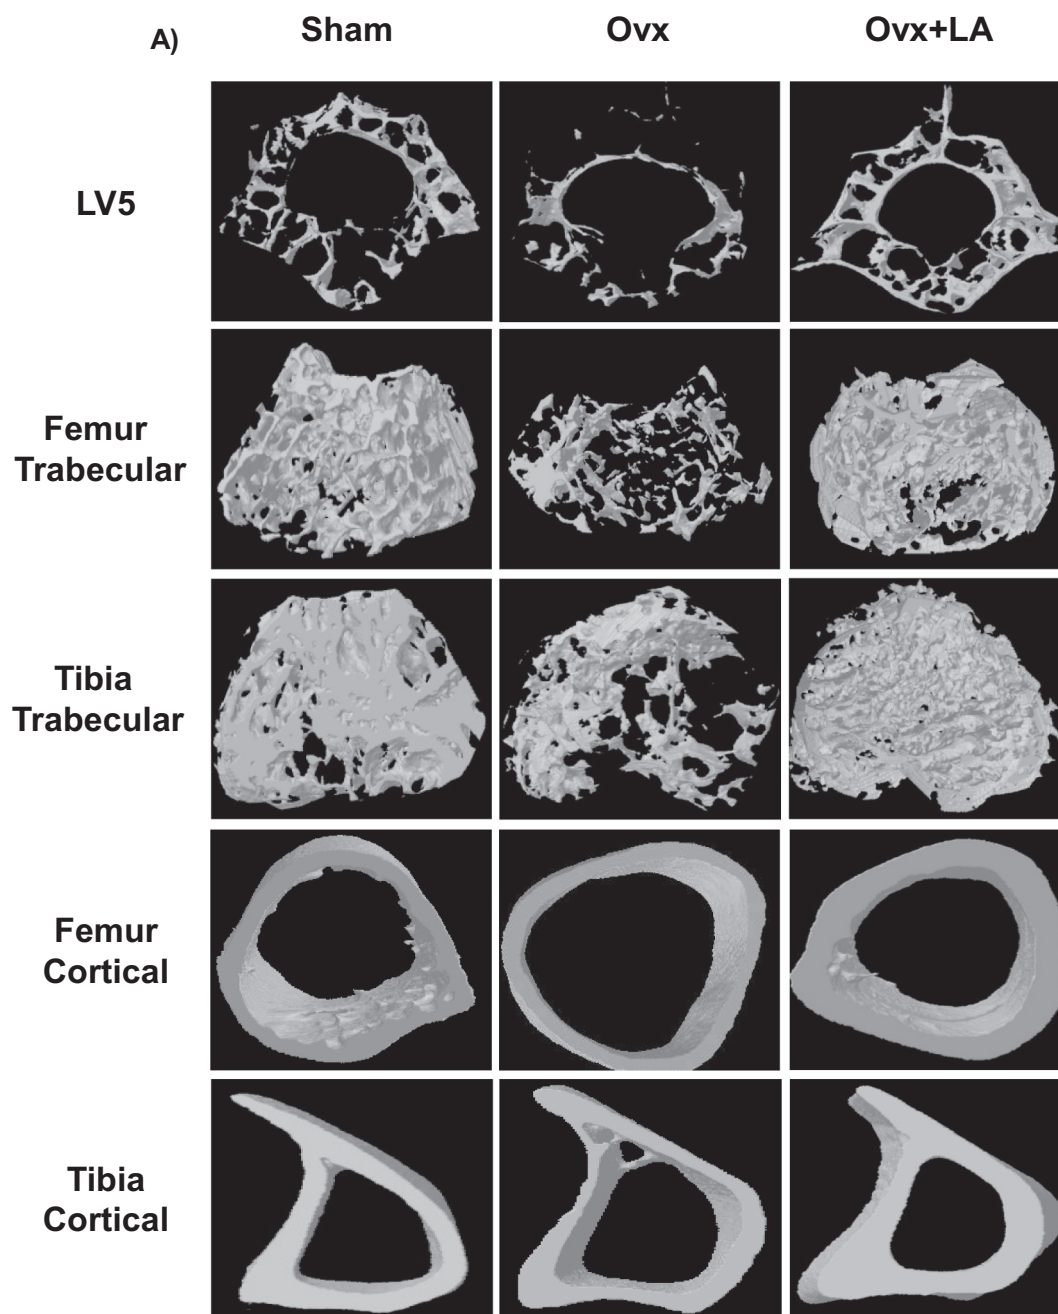 A)
Sham
Ovx
Ovx+LA
LV5
Femur
Trabecular
Tibia
Trabecular
Femur
Cortical
Tibia
Cortical